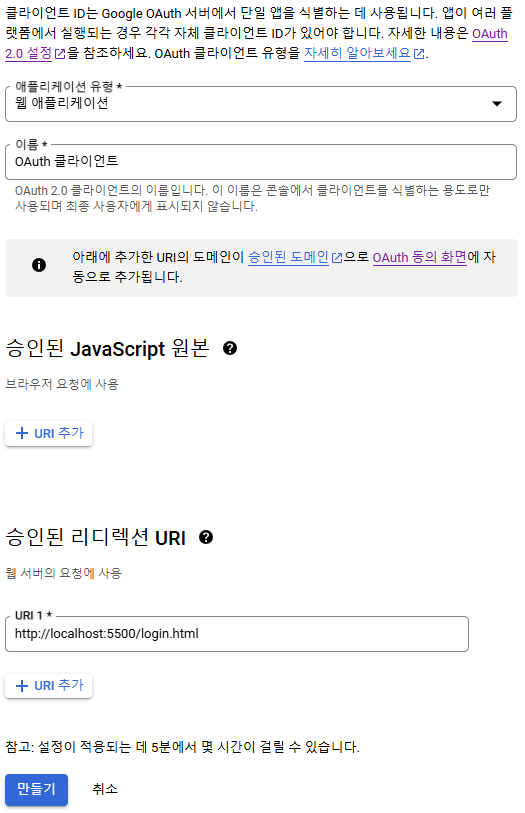 클라이언트 ID는 Google OAuth 서버에서 단일 앱을 식별하는 데 사용됩니다. 앱이 여러 플
랫폼에서 실행되는 경우 각각 자체 클라이언트 ID가 있어야 합니다. 자세한 내용은 OAuth
2.0 설정을 참조하세요. OAuth 클라이언트 유형을 자세히 알아보세요.
애플리케이션 유형 *
웹 애플리케이션
이름 *
OAuth 클라이언트
OAuth 2.0 클라이언트의 이름입니다. 이 이름은 콘솔에서 클라이언트를 식별하는 용도로만
사용되며 최종 사용자에게 표시되지 않습니다.
아래에 추가한 URI의 도메인이 승인된 도메인으로 OAuth 동의 화면에 자
동으로 추가됩니다.
승인된 JavaScript 원본
브라우저 요청에 사용
+ URI 추가
승인된 리디렉션 URI
웹 서버의 요청에 사용
URI 1 *
http://localhost:5500/login.html
+ URI 추가
참고: 설정이 적용되는 데 5분에서 몇 시간이 걸릴 수 있습니다.
만들기 취소